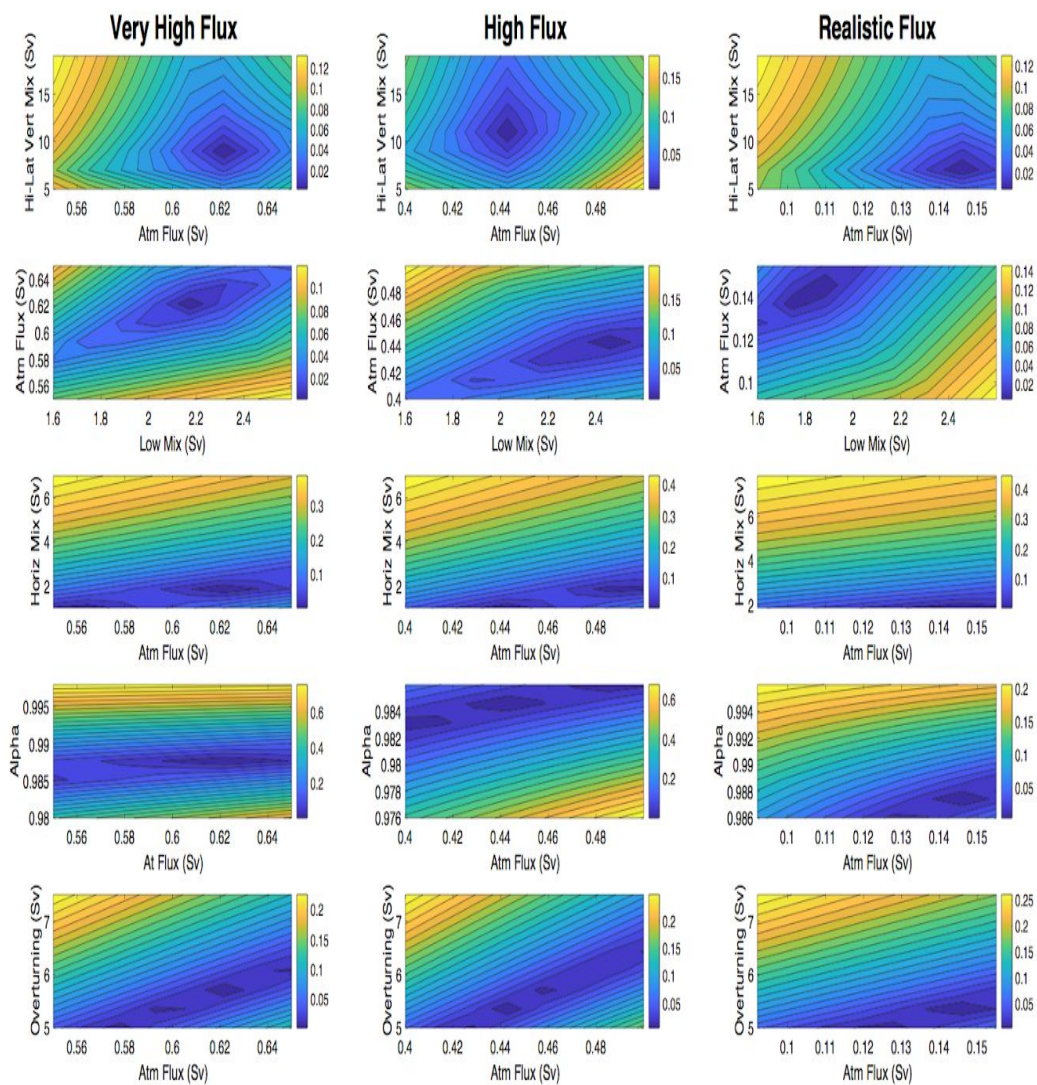 Very High Flux High Flux Realistic Flux
Hi-Lat Vert Mix (Sv)
15
10
5
0.56 0.58 0.6 0.62 0.64
Atm Flux (Sv)
0.12
0.1
0.08
0.06
0.04
0.02
Hi-Lat Vert Mix (Sv)
15
10
5
0.4 0.42 0.44 0.46 0.48
Atm Flux (Sv)
0.15
0.1
0.05
Hi-Lat Vert Mix (Sv)
15
10
5
0.1 0.11 0.12 0.13 0.14 0.15
Atm Flux (Sv)
0.12
0.1
0.08
0.06
0.04
0.02
Atm Flux (Sv)
0.64
0.62
0.6
0.58
0.56
1.6 1.8 2 2.2 2.4
Low Mix (Sv)
0.1
0.08
0.06
0.04
0.02
Atm Flux (Sv)
0.48
0.46
0.44
0.42
0.4
1.6 1.8 2 2.2 2.4
Low Mix (Sv)
0.15
0.1
0.05
Atm Flux (Sv)
0.14
0.12
0.1
1.6 1.8 2 2.2 2.4
Low Mix (Sv)
0.14
0.12
0.1
0.08
0.06
0.04
0.02
Horiz Mix (Sv)
6
4
2
0.56 0.58 0.6 0.62 0.64
Atm Flux (Sv)
0.3
0.2
0.1
Horiz Mix (Sv)
6
4
2
0.4 0.42 0.44 0.46 0.48
Atm Flux (Sv)
0.4
0.3
0.2
0.1
Horiz Mix (Sv)
6
4
2
0.1 0.11 0.12 0.13 0.14 0.15
Atm Flux (Sv)
0.4
0.3
0.2
0.1
Alpha
0.995
0.99
0.985
0.98
0.56 0.58 0.6 0.62 0.64
At Flux (Sv)
0.6
0.4
0.2
Alpha
0.984
0.982
0.98
0.978
0.976
0.4 0.42 0.44 0.46 0.48
Atm Flux (Sv)
0.6
0.4
0.2
Alpha
0.994
0.992
0.99
0.988
0.986
0.1 0.11 0.12 0.13 0.14 0.15
Atm Flux (Sv)
0.2
0.15
0.1
0.05
Overturning (Sv)
7
6
5
0.56 0.58 0.6 0.62 0.64
Atm Flux (Sv)
0.2
0.15
0.1
0.05
Overturning (Sv)
7
6
5
0.4 0.42 0.44 0.46 0.48
Atm Flux (Sv)
0.2
0.15
0.1
0.05
Overturning (Sv)
7
6
5
0.1 0.11 0.12 0.13 0.14 0.15
Atm Flux (Sv)
0.25
0.2
0.15
0.1
0.05